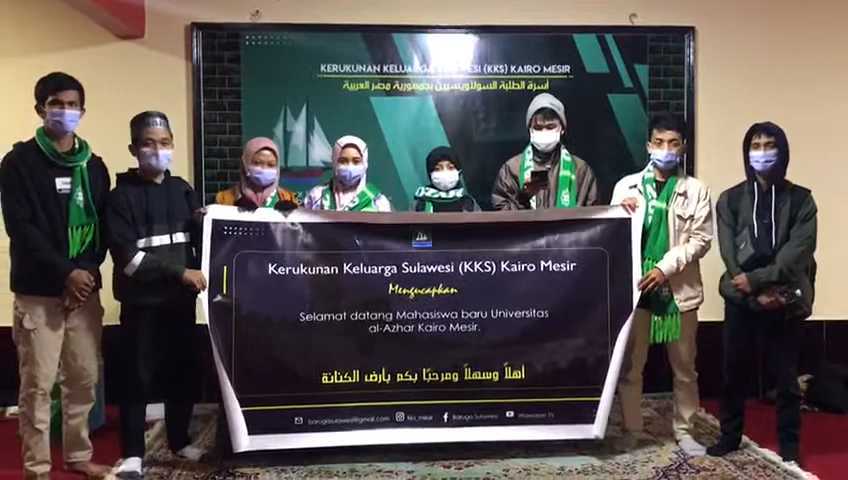 KERUKUNAN KELUARGA SULAWESI (KKS) KAIRO MESIR
أسرة الطلبة السولاويسيين بجمهورية مصر العربية
Kerukunan Keluarga Sulawesi (KKS) Kairo Mesir
Mengucapkan
Selamat datang Mahasiswa baru Universitas
al-Azhar Kairo Mesir.
أهلاً وسهلاً ومرحبًا بكم بأرض الكنانة
barugasulawesi@gmail.com kks_mesir Baruga Sulawesi